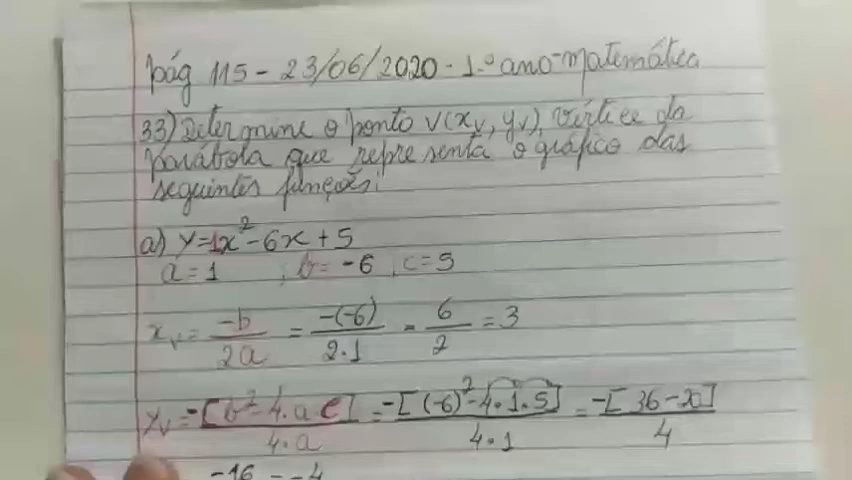 pág 115 - 23/06/2020 - 1.º ano - matemática
33) Determine o ponto V(xv, yv), vértice da
parábola que representa o gráfico das
seguintes funções:
a) y=1x²-6x+5
a=1 , b=-6 , c=5
xv = -b/2a = -(-6)/2·1 = 6/2 = 3
yv = -[b²-4·a c]/4·a = -[(-6)²-4·1·5]/4·1 = -[36-20]/4
-16 = -4